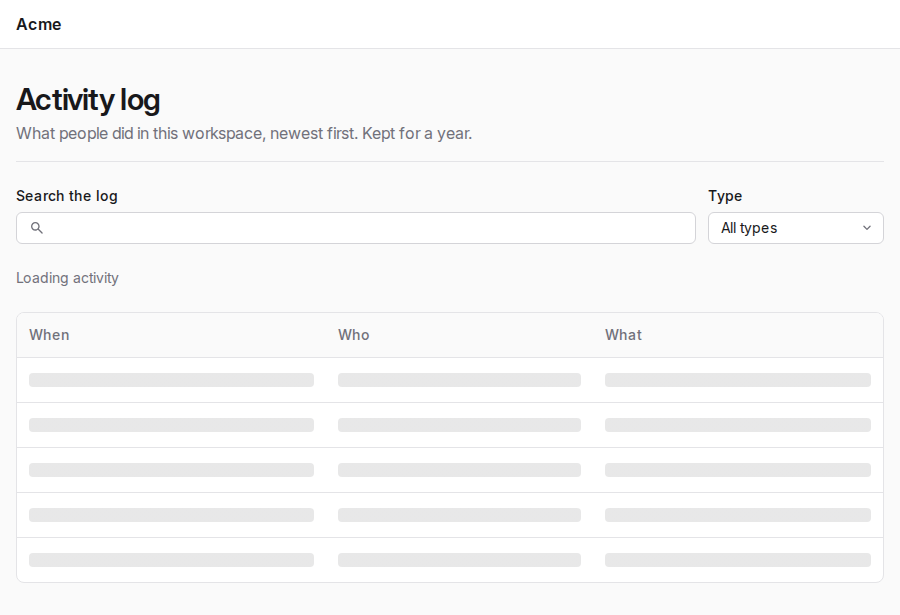 Acme
Activity log
What people did in this workspace, newest first. Kept for a year.
Search the log
Type
All types
Loading activity
When
Who
What